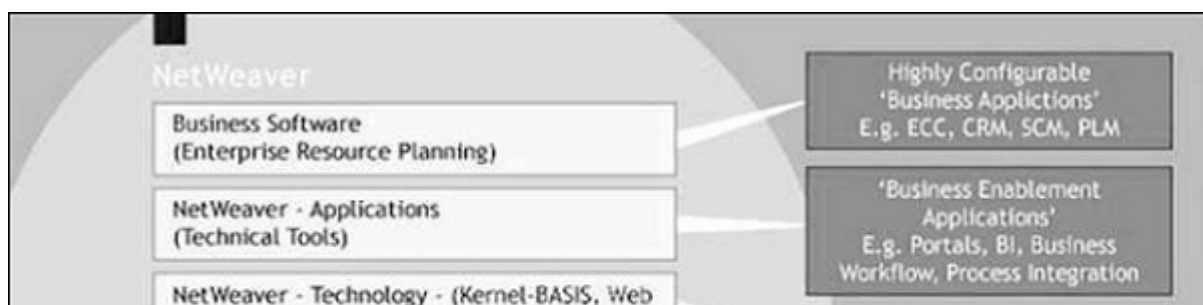 NetWeaver
Business Software
(Enterprise Resource Planning)
NetWeaver - Applications
(Technical Tools)
NetWeaver - Technology - (Kernel-BASIS, Web
Highly Configurable
‘Business Applictions’
E.g. ECC, CRM, SCM, PLM
‘Business Enablement
Applications’
E.g. Portals, BI, Business
Workflow, Process Integration